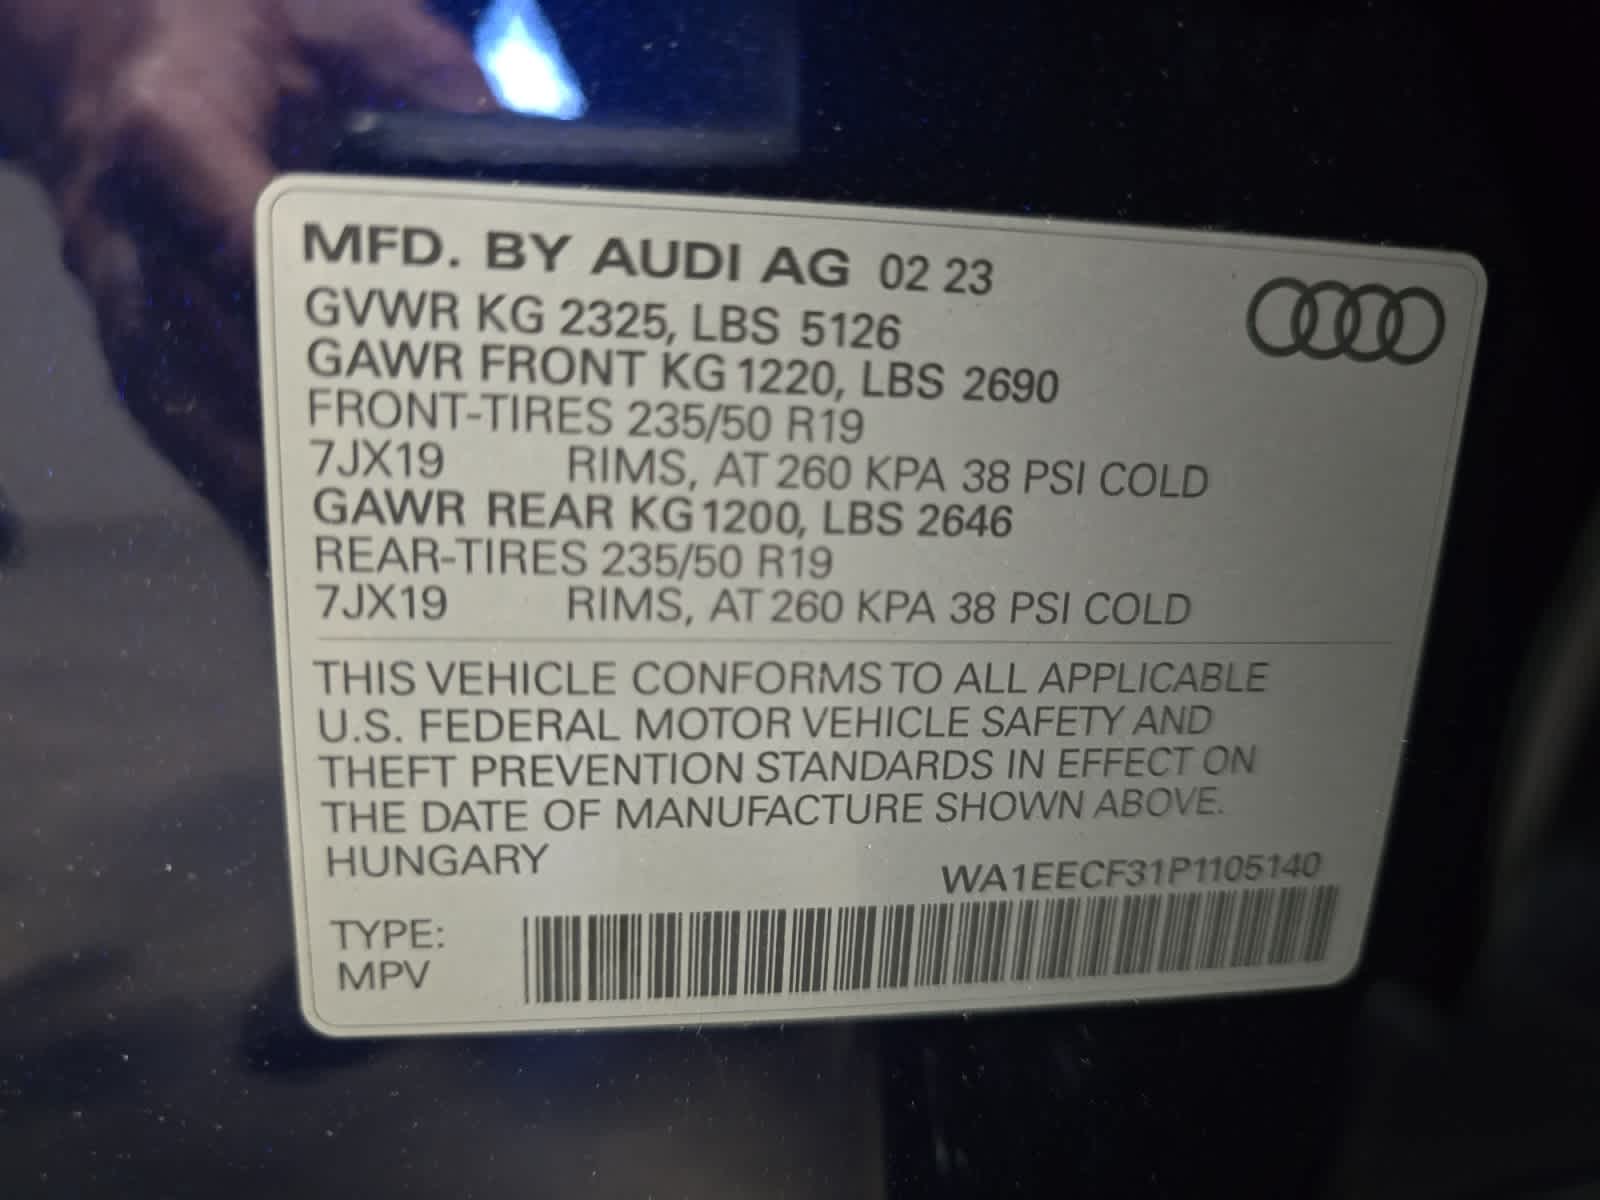 MFD. BY AUDI AG 02 23
GVWR KG 2325, LBS 5126
GAWR FRONT KG 1220, LBS 2690
FRONT-TIRES 235/50 R19
7JX19 RIMS, AT 260 KPA 38 PSI COLD
GAWR REAR KG 1200, LBS 2646
REAR-TIRES 235/50 R19
7JX19 RIMS, AT 260 KPA 38 PSI COLD
THIS VEHICLE CONFORMS TO ALL APPLICABLE
U.S. FEDERAL MOTOR VEHICLE SAFETY AND
THEFT PREVENTION STANDARDS IN EFFECT ON
THE DATE OF MANUFACTURE SHOWN ABOVE.
HUNGARY
WA1EECF31P1105140
TYPE:
MPV